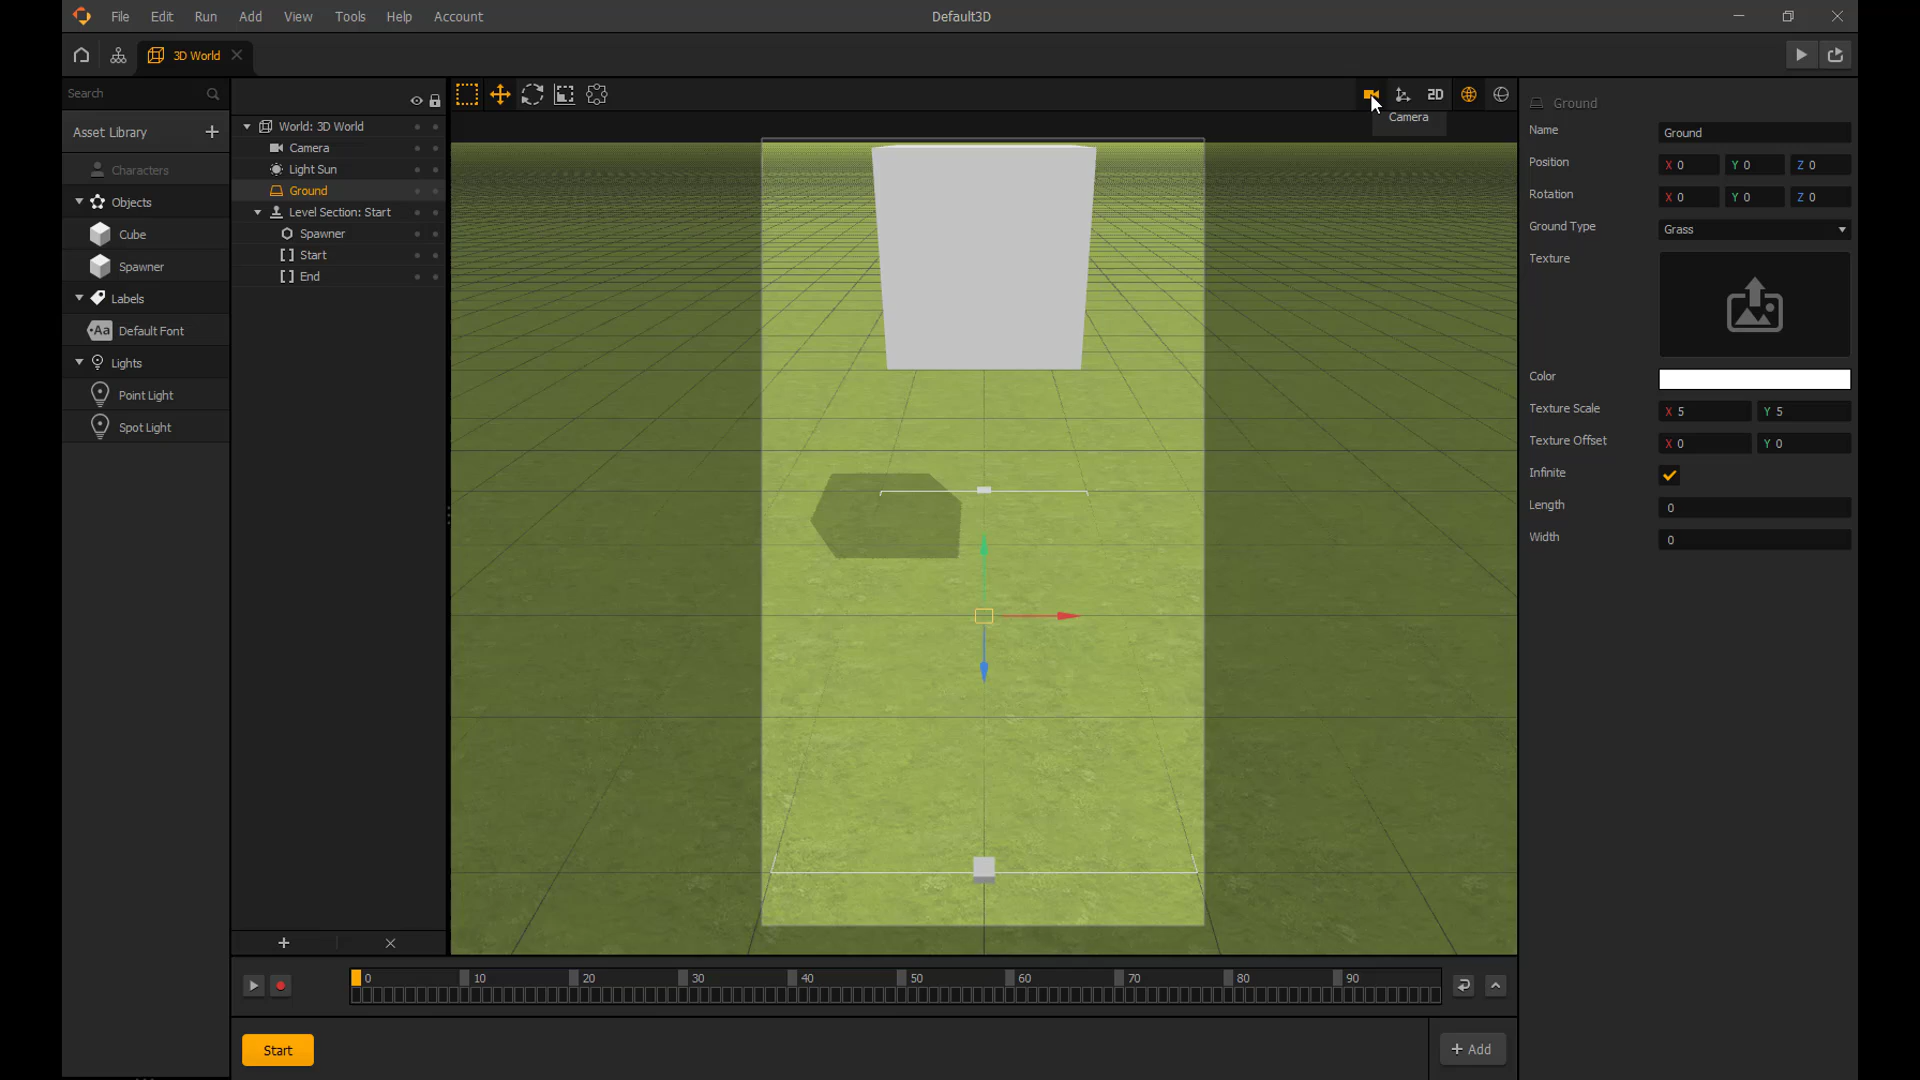 File Edit Run Add View Tools Help Account Default3D
3D World
Search
Asset Library
Characters
Objects
Cube
Spawner
Labels
Aa Default Font
Lights
Point Light
Spot Light
World: 3D World
Camera
Light Sun
Ground
Level Section: Start
Spawner
Start
End
2D
Camera
Ground
Name Ground
Position X 0 Y 0 Z 0
Rotation X 0 Y 0 Z 0
Ground Type Grass
Texture
Color
Texture Scale X 5 Y 5
Texture Offset X 0 Y 0
Infinite
Length 0
Width 0
0 10 20 30 40 50 60 70 80 90
Start
+ Add